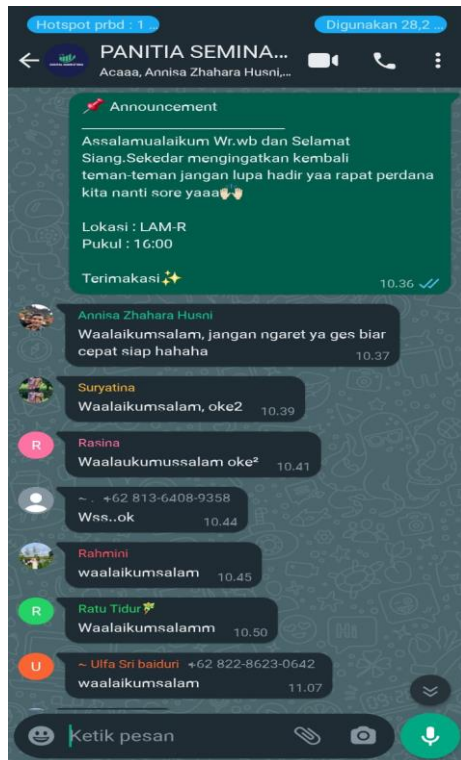 Hotspot prbd : 1 ...
Digunakan 28,2 ...
PANITIA SEMINA...
Acaaa, Annisa Zhahara Husni,...
Announcement
Assalamualaikum Wr.wb dan Selamat
Siang.Sekedar mengingatkan kembali
teman-teman jangan lupa hadir yaa rapat perdana
kita nanti sore yaaa🙌🏻
Lokasi : LAM-R
Pukul : 16:00
Terimakasi✨
10.36
Annisa Zhahara Husni
Waalaikumsalam, jangan ngaret ya ges biar
cepat siap hahaha
10.37
Suryatina
Waalaikumsalam, oke2
10.39
R
Rasina
Waalaukumussalam oke²
10.41
~ . +62 813-6408-9358
Wss..ok
10.44
Rahmini
waalaikumsalam
10.45
R
Ratu Tidur
Waalaikumsalamm
10.50
U
~ Ulfa Sri baiduri +62 822-8623-0642
waalaikumsalam
11.07
Ketik pesan